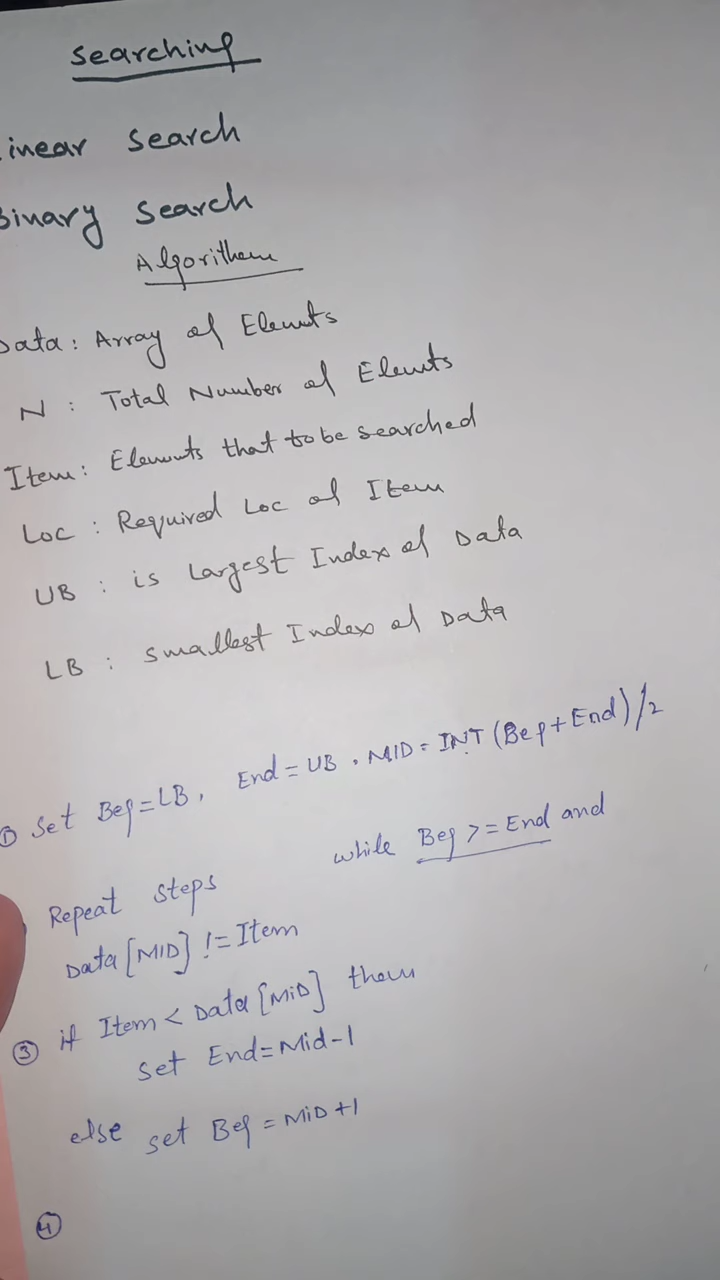 Searching
Linear Search
Binary Search
Algorithem
Data : Array of Elements
N : Total Number of Elements
Item : Elements that to be searched
Loc : Required Loc of Item
UB : is Largest Index of Data
LB : Smallest Index of Data
① Set Beg = LB, End = UB, MID = INT (Beg + End)/2
Repeat Steps while Beg >= End and
Data [MID] != Item
③ if Item < Data [MID] then
Set End = Mid-1
else set Beg = MID +1
④